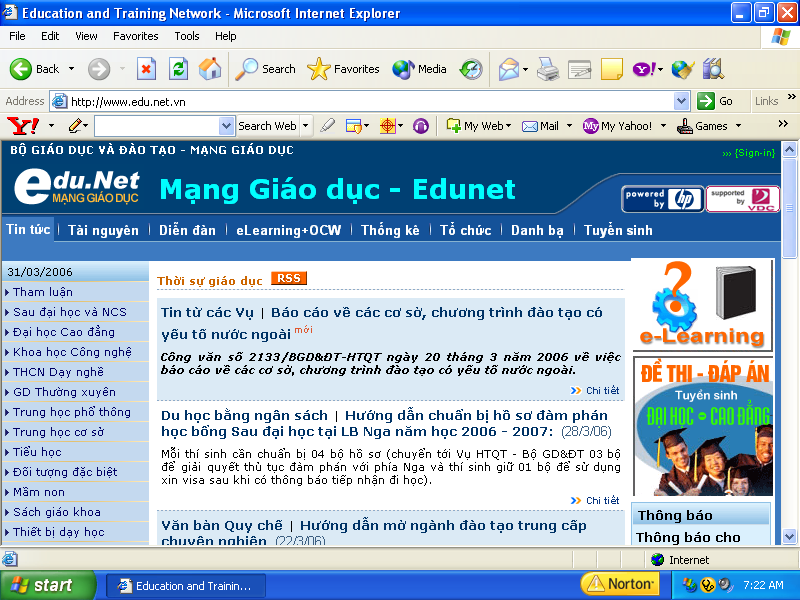 Education and Training Network - Microsoft Internet Explorer
File Edit View Favorites Tools Help
Back Search Favorites Media
Address http://www.edu.net.vn Go Links »
Y! Search Web My Web Mail My Yahoo! Games »
BỘ GIÁO DỤC VÀ ĐÀO TẠO - MẠNG GIÁO DỤC
››› {Sign-in}
edu.Net
MẠNG GIÁO DỤC
Mạng Giáo dục - Edunet
powered by hp
supported by VDC
Tin tức | Tài nguyên | Diễn đàn | eLearning+OCW | Thống kê | Tổ chức | Danh bạ | Tuyển sinh
31/03/2006
Tham luận
Sau đại học và NCS
Đại học Cao đẳng
Khoa học Công nghệ
THCN Dạy nghề
GD Thường xuyên
Trung học phổ thông
Trung học cơ sở
Tiểu học
Đối tượng đặc biệt
Mầm non
Sách giáo khoa
Thiết bị dạy học
Thời sự giáo dục RSS
Tin từ các Vụ | Báo cáo về các cơ sở, chương trình đào tạo có
yếu tố nước ngoài mới
Công văn số 2133/BGD&ĐT-HTQT ngày 20 tháng 3 năm 2006 về việc
báo cáo về các cơ sở, chương trình đào tạo có yếu tố nước ngoài.
Chi tiết
Du học bằng ngân sách | Hướng dẫn chuẩn bị hồ sơ đàm phán
học bổng Sau đại học tại LB Nga năm học 2006 - 2007: (28/3/06)
Mỗi thí sinh cần chuẩn bị 04 bộ hồ sơ (chuyển tới Vụ HTQT - Bộ GD&ĐT 03 bộ
để giải quyết thủ tục đàm phán với phía Nga và thí sinh giữ 01 bộ để sử dụng
xin visa sau khi có thông báo tiếp nhận đi học).
Chi tiết
Văn bản Quy chế | Hướng dẫn mở ngành đào tạo trung cấp
chuyên nghiệp (22/3/06)
e-Learning
ĐỀ THI - ĐÁP ÁN
Tuyển sinh
ĐẠI HỌC - CAO ĐẲNG
Thông báo
Thông báo cho
Internet
start Education and Trainin... Norton 7:22 AM